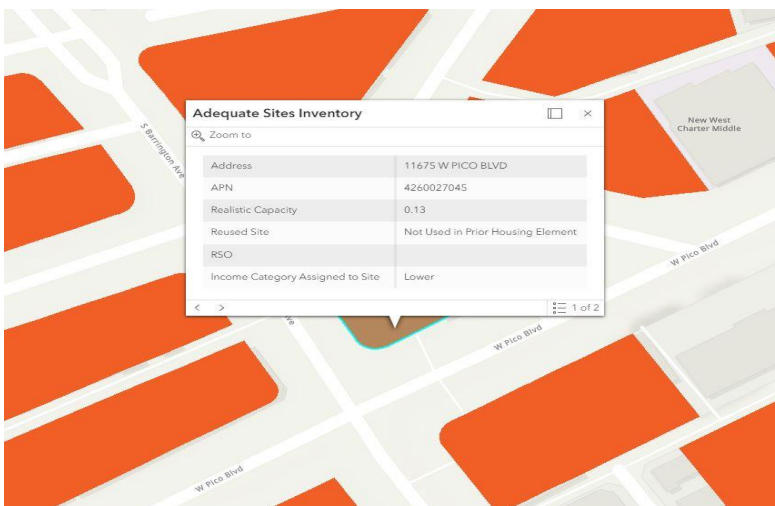 Adequate Sites Inventory
Zoom to
Address 11675 W PICO BLVD
APN 4260027045
Realistic Capacity 0.13
Reused Site Not Used in Prior Housing Element
RSO
Income Category Assigned to Site Lower
1 of 2
S Barrington Ave
New West
Charter Middle
W Pico Blvd
ve
W Pico Blvd
W Pico Blvd